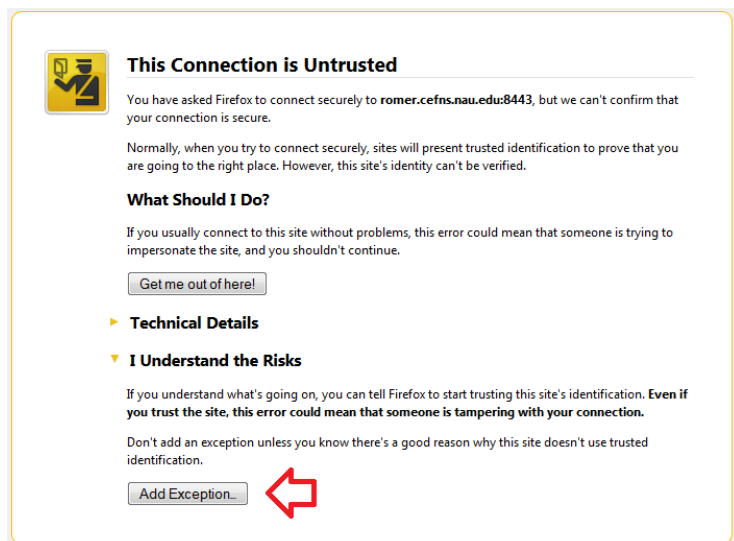 This Connection is Untrusted
You have asked Firefox to connect securely to romer.cefns.nau.edu:8443, but we can't confirm that
your connection is secure.
Normally, when you try to connect securely, sites will present trusted identification to prove that you
are going to the right place. However, this site's identity can't be verified.
What Should I Do?
If you usually connect to this site without problems, this error could mean that someone is trying to
impersonate the site, and you shouldn't continue.
Get me out of here!
Technical Details
I Understand the Risks
If you understand what's going on, you can tell Firefox to start trusting this site's identification. Even if
you trust the site, this error could mean that someone is tampering with your connection.
Don't add an exception unless you know there's a good reason why this site doesn't use trusted
identification.
Add Exception...